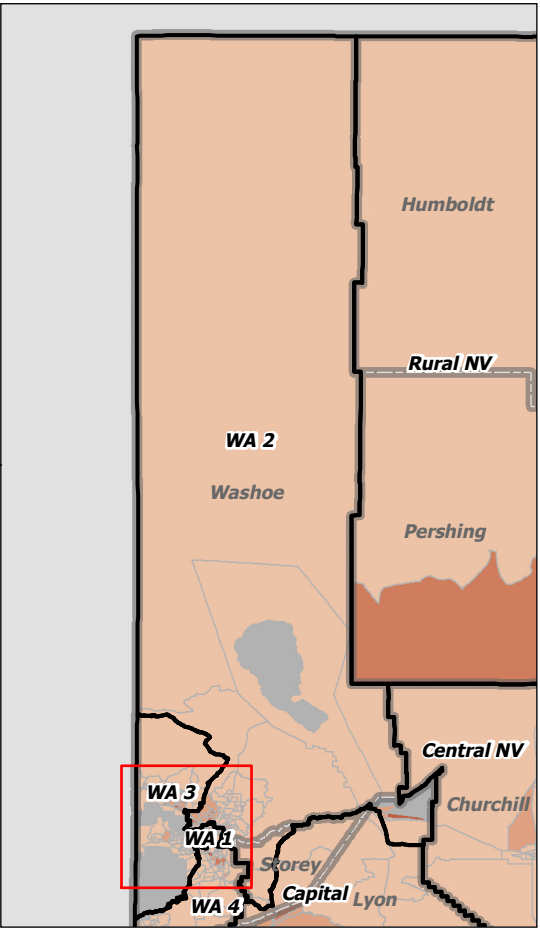 Humboldt
Rural NV
WA 2
Washoe
Pershing
Central NV
WA 3
Churchill
WA 1
Storey
Capital
Lyon
WA 4